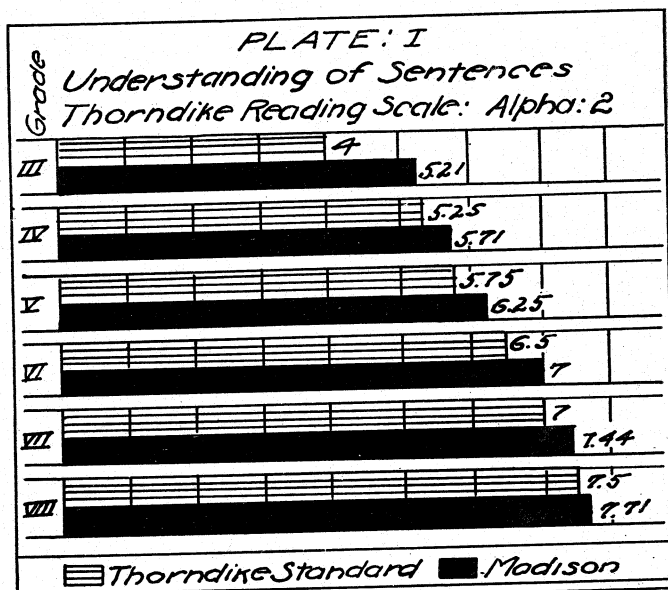 PLATE: I
Grade
Understanding of Sentences
Thorndike Reading Scale: Alpha: 2
III
4
5.21
IV
5.25
5.71
V
5.75
6.25
VI
6.5
7
VII
7
7.44
VIII
7.5
7.71
Thorndike Standard Madison